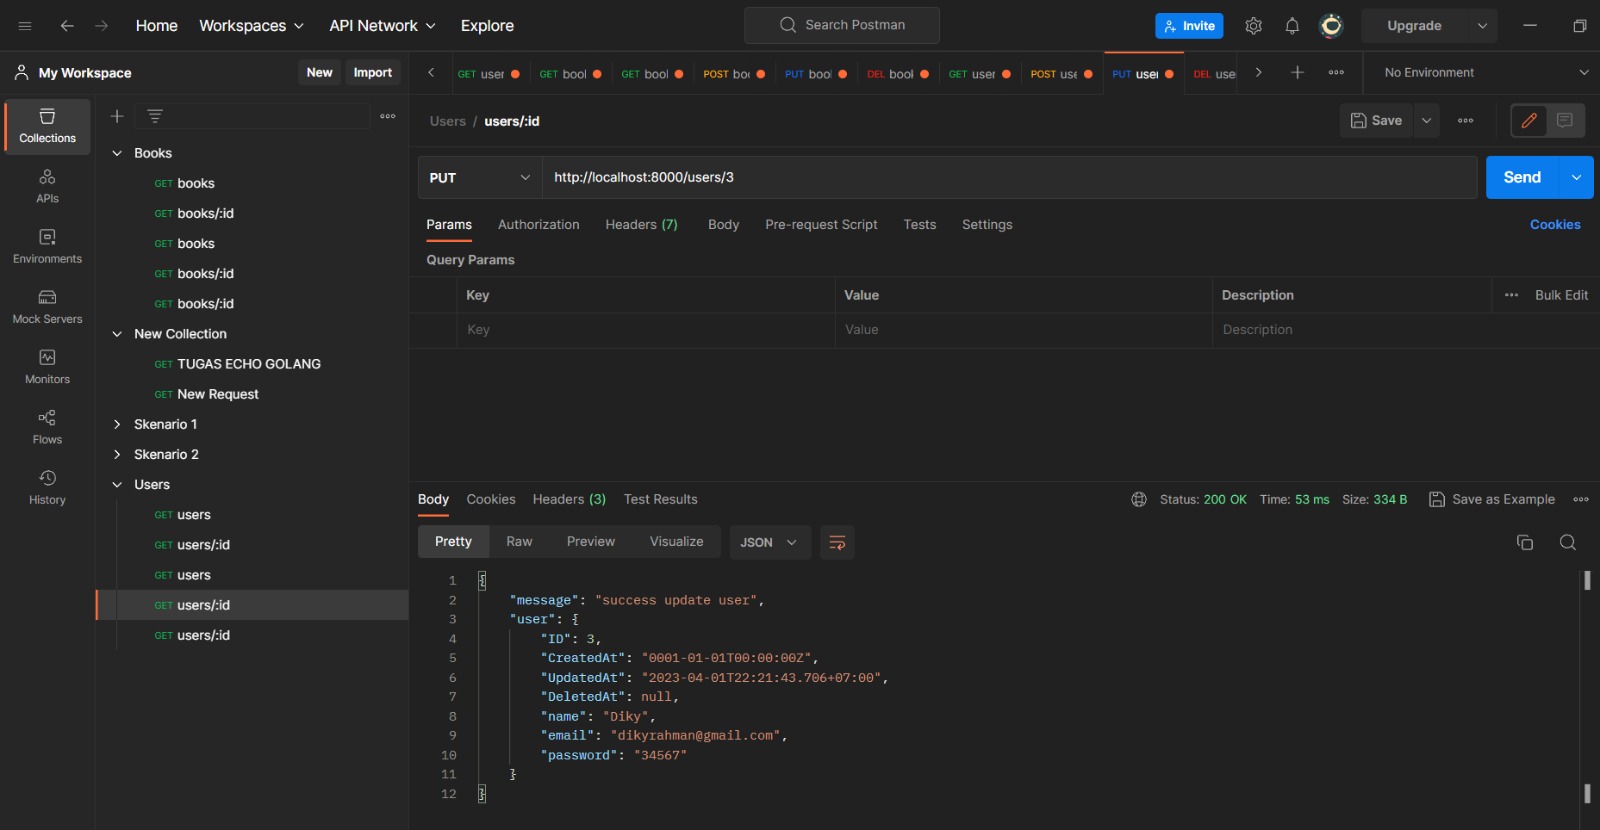 Home Workspaces API Network Explore Search Postman Invite Upgrade
My Workspace New Import GET user GET bool GET bool POST boo PUT bool DEL book GET user POST use PUT user DEL use No Environment
Users / users/:id Save
Collections
APIs
Environments
Mock Servers
Monitors
Flows
History
Books
GET books
GET books/:id
GET books
GET books/:id
GET books/:id
New Collection
GET TUGAS ECHO GOLANG
GET New Request
Skenario 1
Skenario 2
Users
GET users
GET users/:id
GET users
GET users/:id
GET users/:id
PUT http://localhost:8000/users/3 Send
Params Authorization Headers (7) Body Pre-request Script Tests Settings Cookies
Query Params
Key Value Description Bulk Edit
Key Value Description
Body Cookies Headers (3) Test Results Status: 200 OK Time: 53 ms Size: 334 B Save as Example
Pretty Raw Preview Visualize JSON
1 {
2 "message": "success update user",
3 "user": {
4 "ID": 3,
5 "CreatedAt": "0001-01-01T00:00:00Z",
6 "UpdatedAt": "2023-04-01T22:21:43.706+07:00",
7 "DeletedAt": null,
8 "name": "Diky",
9 "email": "dikyrahman@gmail.com",
10 "password": "34567"
11 }
12 }